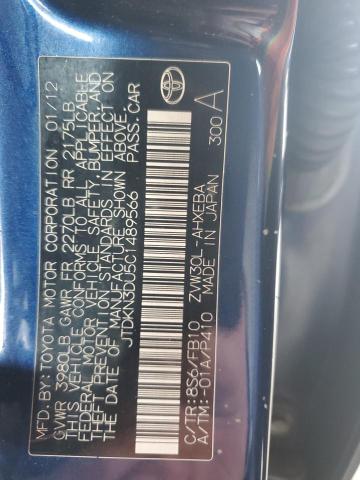 MFD. BY: TOYOTA MOTOR CORPORATION 01/12
GVWR 3980LB GAWR FR 2270LB RR 2175LB
THIS VEHICLE CONFORMS TO ALL APPLICABLE
FEDERAL MOTOR VEHICLE SAFETY, BUMPER, AND
THEFT PREVENTION STANDARDS IN EFFECT ON
THE DATE OF MANUFACTURE SHOWN ABOVE.
JTDKN3DU5C1489566 PASS. CAR
TOYOTA
C/TR: 8S6/FB10 ZVW30L-AHXEBA
A/TM: -01A/P410 MADE IN JAPAN 300 A